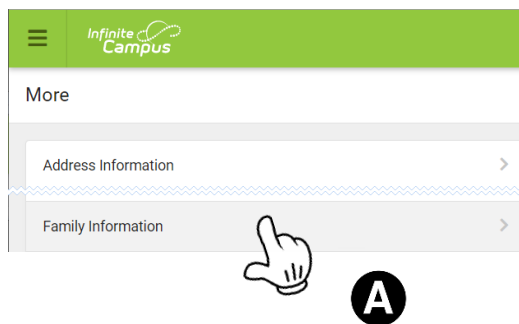 Infinite
Campus
More
Address Information
Family Information
A